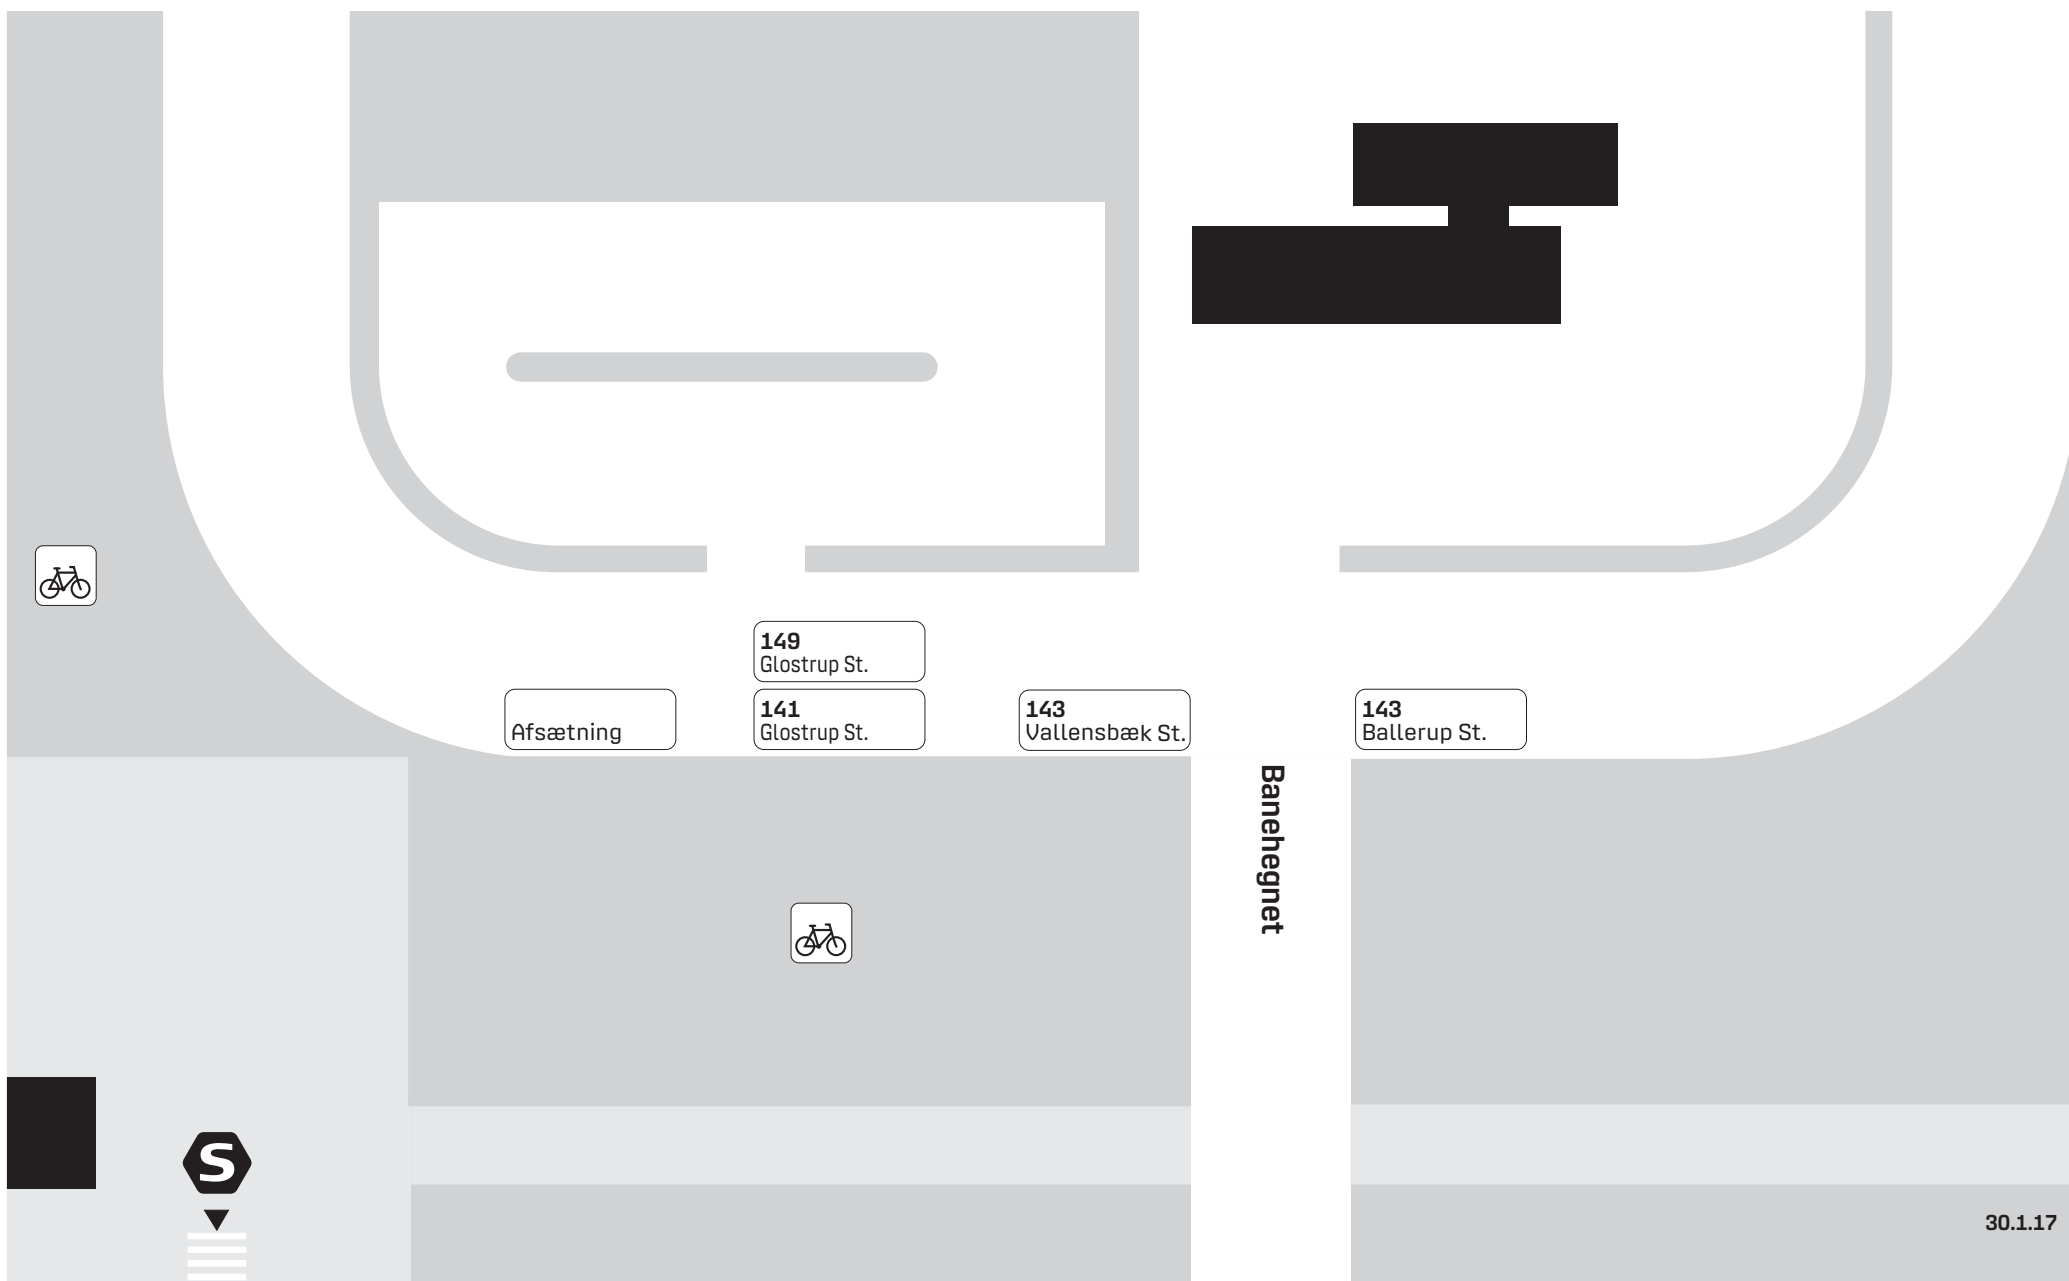 149
Glostrup St.
Afsætning
141
Glostrup St.
143
Vallensbæk St.
143
Ballerup St.
Banehegnet
S
30.1.17